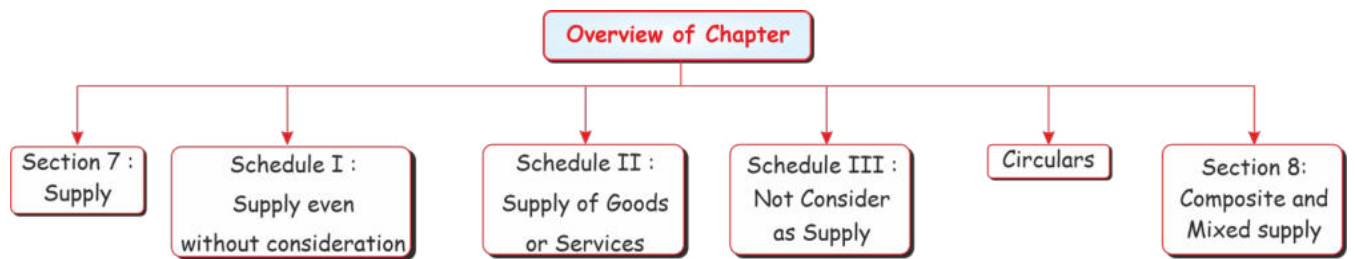 Overview of Chapter
Section 7 :
Supply
Schedule I :
Supply even
without consideration
Schedule II :
Supply of Goods
or Services
Schedule III :
Not Consider
as Supply
Circulars
Section 8:
Composite and
Mixed supply